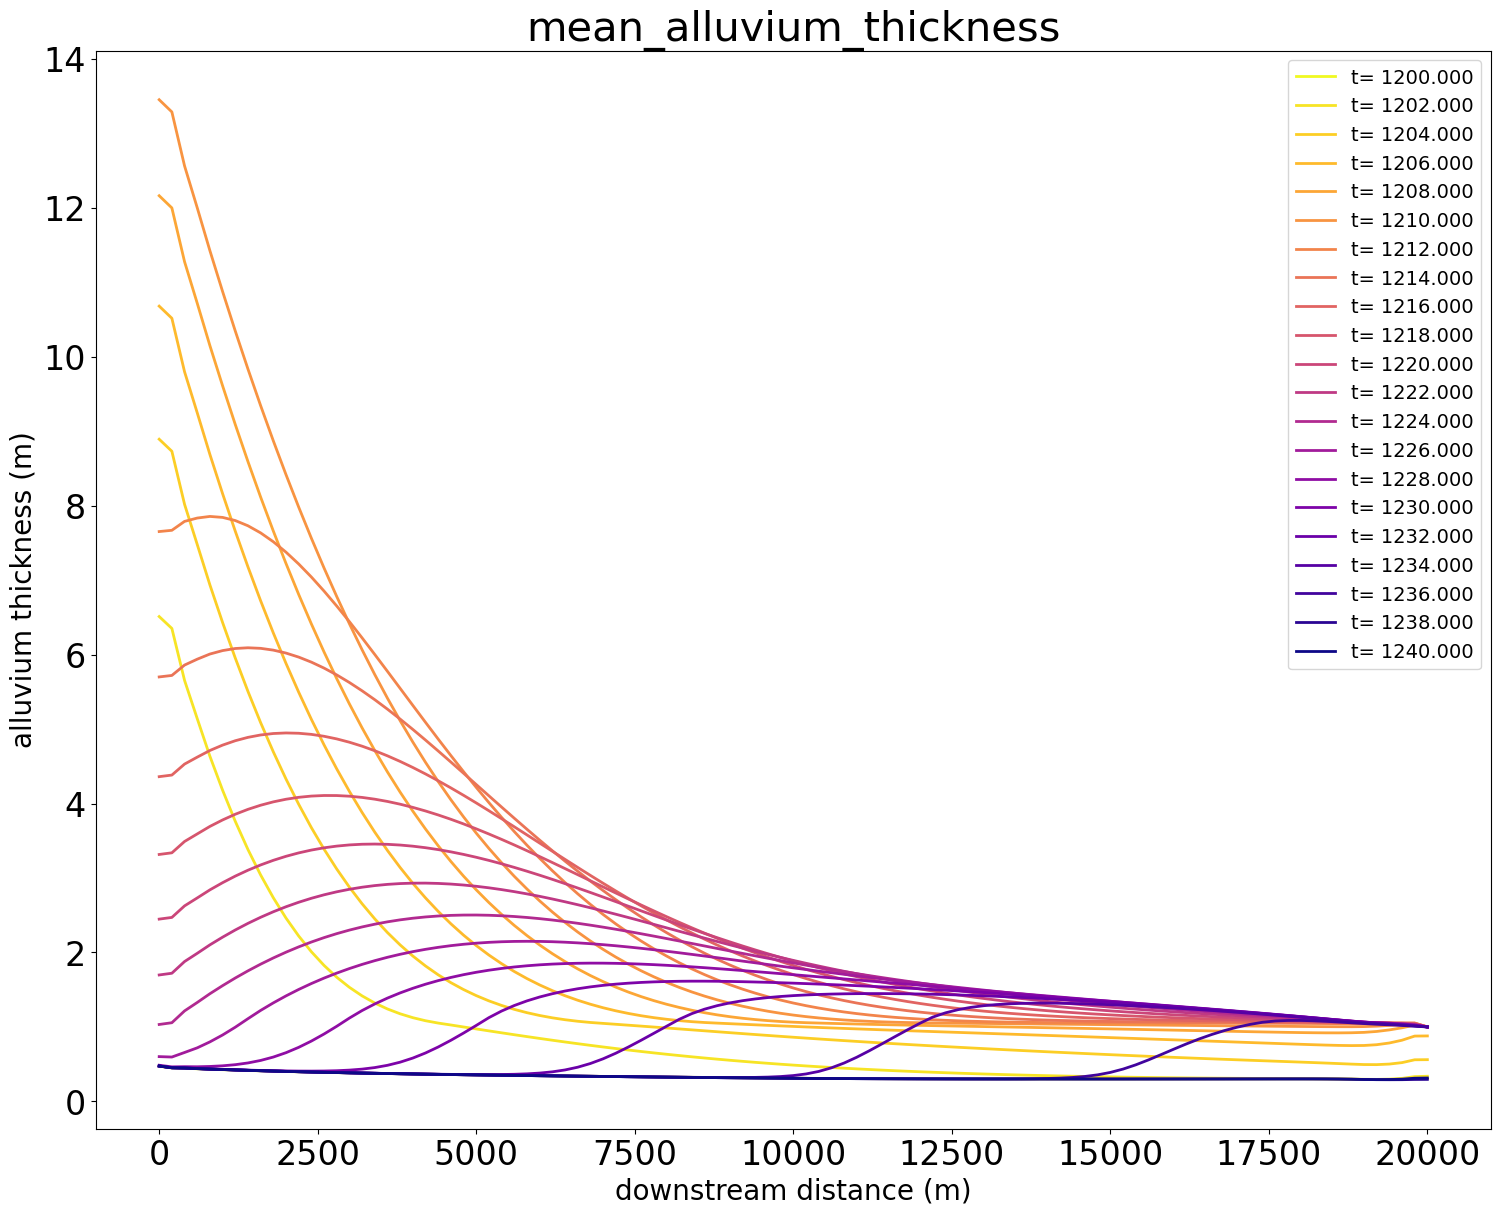 mean_alluvium_thickness
14
12
10
8
6
4
2
0
alluvium thickness (m)
t= 1200.000
t= 1202.000
t= 1204.000
t= 1206.000
t= 1208.000
t= 1210.000
t= 1212.000
t= 1214.000
t= 1216.000
t= 1218.000
t= 1220.000
t= 1222.000
t= 1224.000
t= 1226.000
t= 1228.000
t= 1230.000
t= 1232.000
t= 1234.000
t= 1236.000
t= 1238.000
t= 1240.000
0 2500 5000 7500 10000 12500 15000 17500 20000
downstream distance (m)